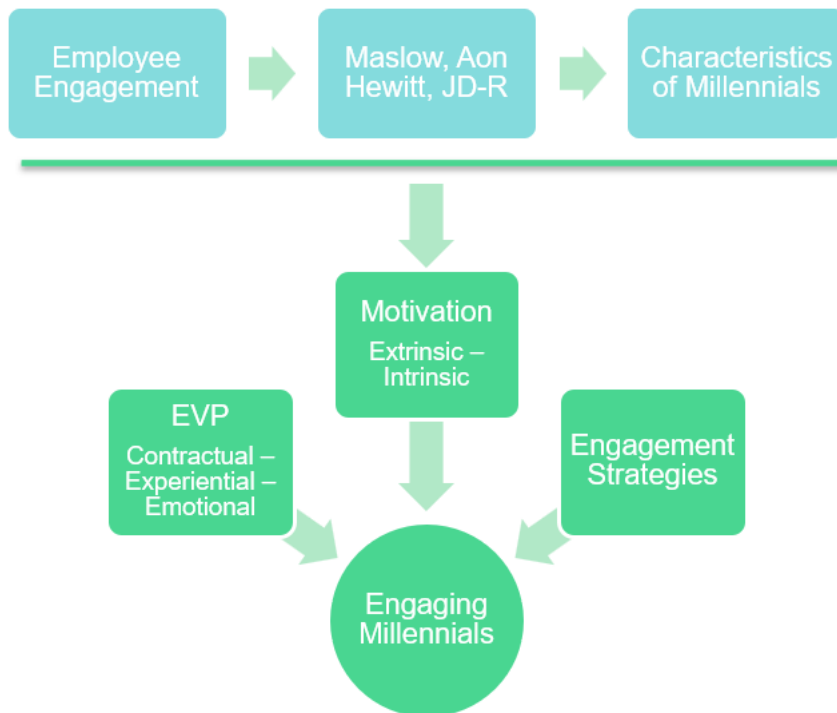 Employee
Engagement
Maslow, Aon
Hewitt, JD-R
Characteristics
of Millennials
Motivation
Extrinsic –
Intrinsic
EVP
Contractual –
Experiential –
Emotional
Engagement
Strategies
Engaging
Millennials